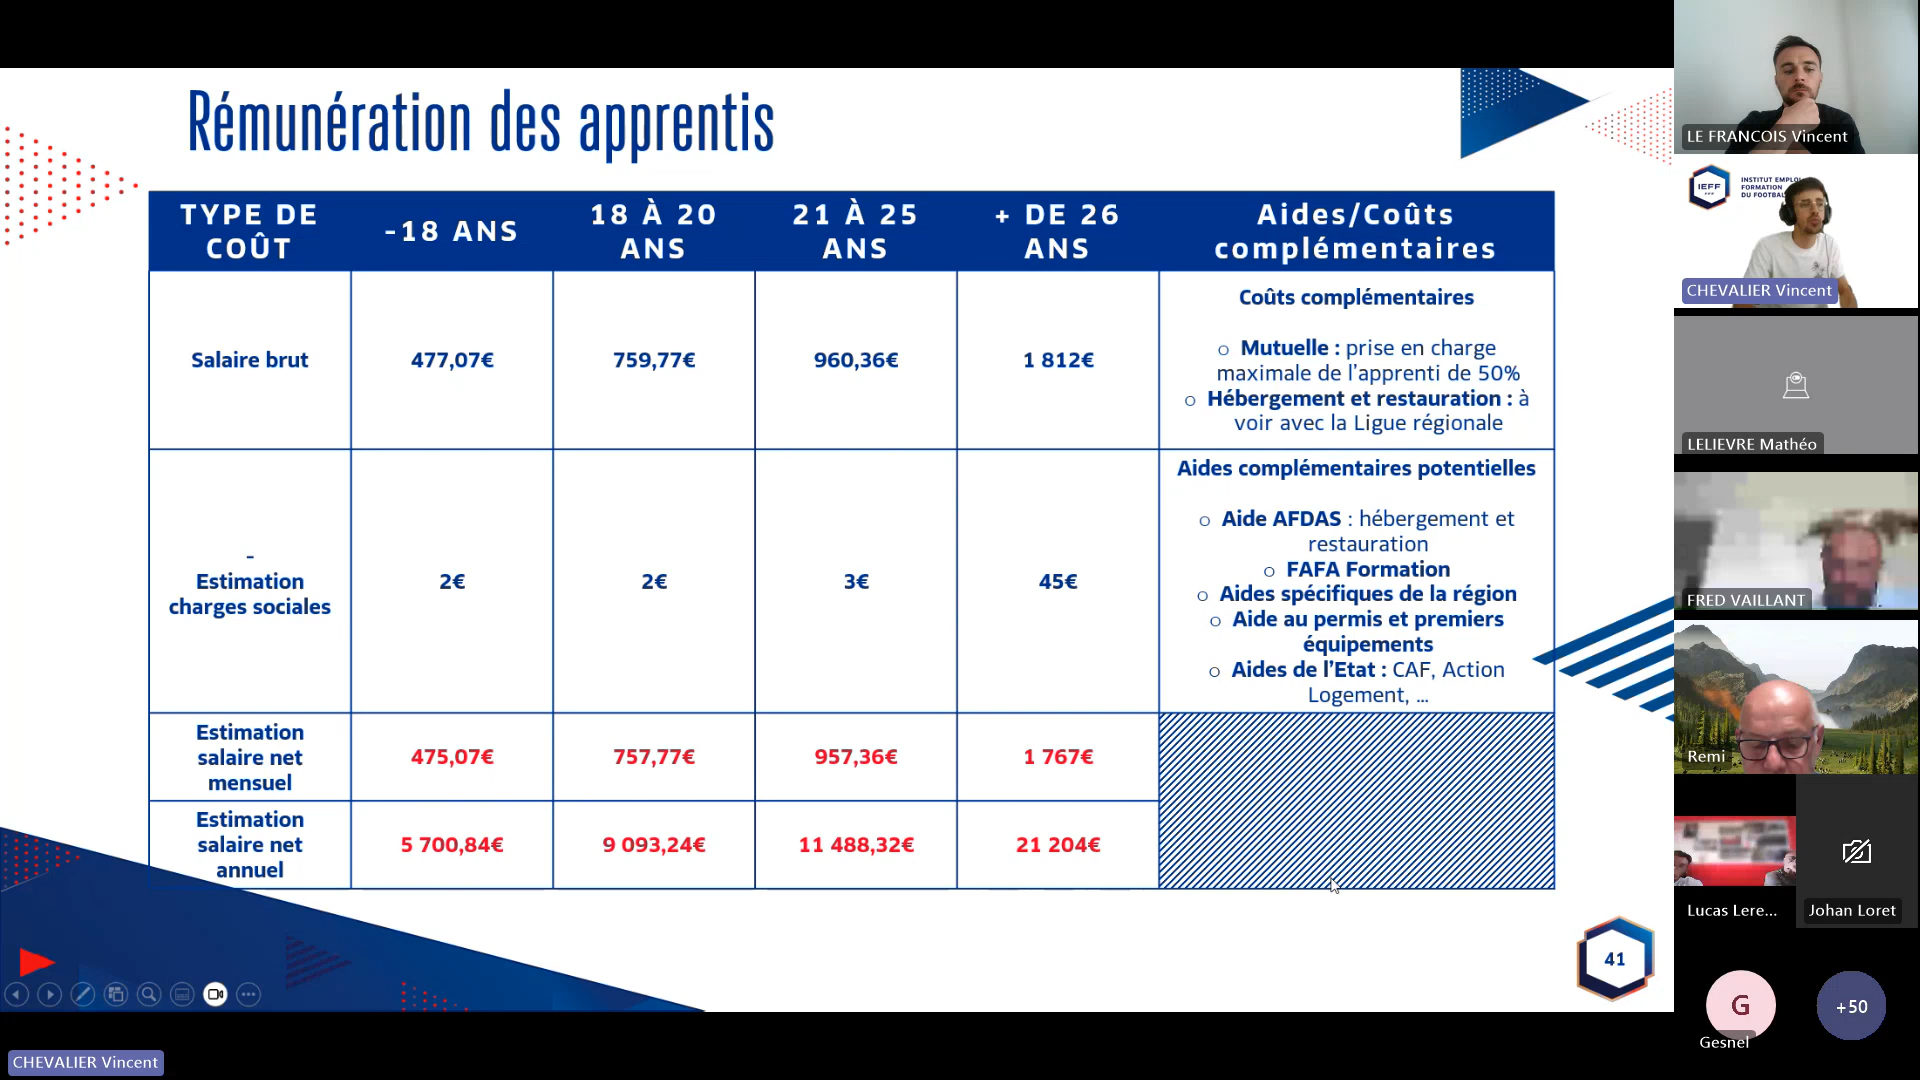 Rémunération des apprentis
TYPE DE
COÛT
-18 ANS
18 À 20
ANS
21 À 25
ANS
+ DE 26
ANS
Aides/Coûts
complémentaires
Salaire brut
477,07€
759,77€
960,36€
1 812€
Coûts complémentaires
o Mutuelle : prise en charge
maximale de l'apprenti de 50%
o Hébergement et restauration : à
voir avec la Ligue régionale
-
Estimation
charges sociales
2€
2€
3€
45€
Aides complémentaires potentielles
o Aide AFDAS : hébergement et
restauration
o FAFA Formation
o Aides spécifiques de la région
o Aide au permis et premiers
équipements
o Aides de l'Etat : CAF, Action
Logement, ...
Estimation
salaire net
mensuel
475,07€
757,77€
957,36€
1 767€
Estimation
salaire net
annuel
5 700,84€
9 093,24€
11 488,32€
21 204€
41
CHEVALIER Vincent
LE FRANCOIS Vincent
IEFF
INSTITUT EMPLOI
FORMATION
DU FOOTBALL
CHEVALIER Vincent
LELIEVRE Mathéo
FRED VAILLANT
Remi
Lucas Lere...
Johan Loret
G
Gesnel
+50